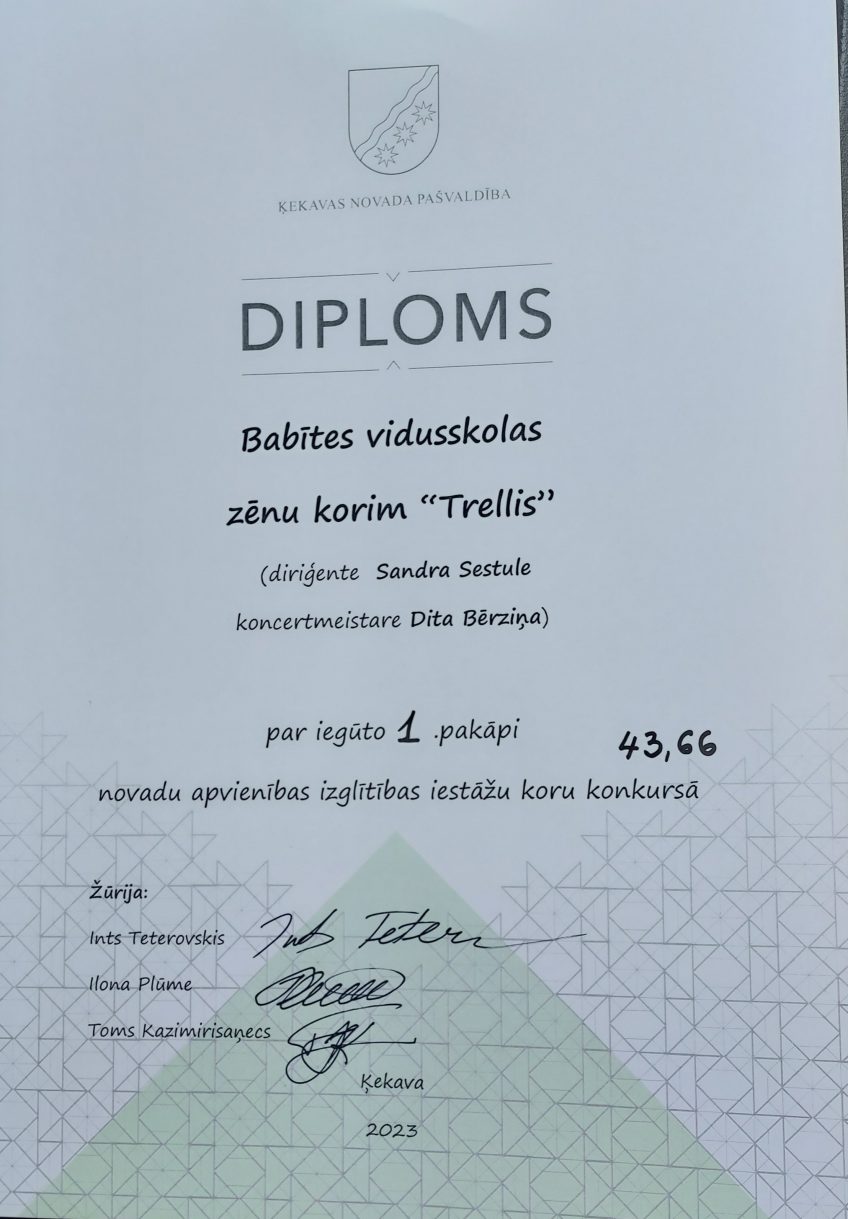 ĶEKAVAS NOVADA PAŠVALDĪBA
DIPLOMS
Babītes vidusskolas
zēnu korim “Trellis”
(diriģente Sandra Sestule
koncertmeistare Dita Bērziņa)
par iegūto 1 .pakāpi 43,66
novadu apvienības izglītības iestāžu koru konkursā
Žūrija:
Ints Teterovskis
Ilona Plūme
Toms Kazimirisaņecs
Ķekava
2023